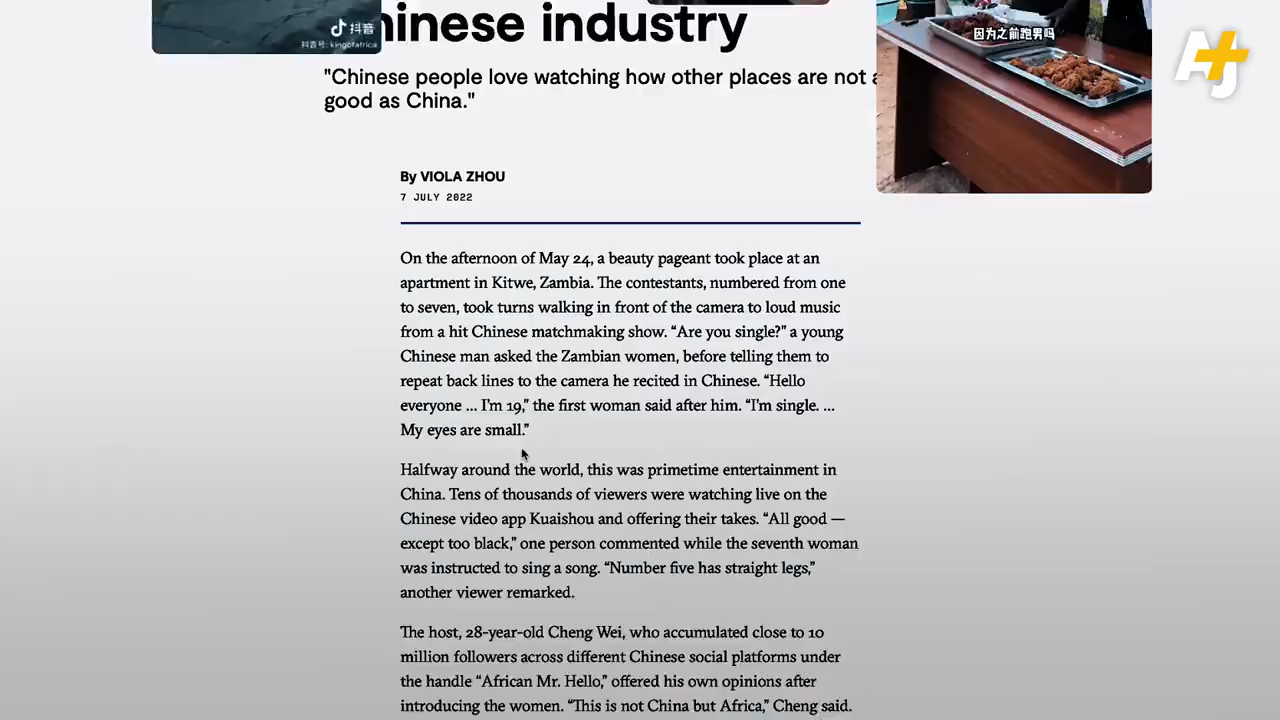 hinese industry
抖音
抖音号: kingofafrica
因为之前跑男吗
"Chinese people love watching how other places are not a
good as China."
By VIOLA ZHOU
7 JULY 2022
On the afternoon of May 24, a beauty pageant took place at an
apartment in Kitwe, Zambia. The contestants, numbered from one
to seven, took turns walking in front of the camera to loud music
from a hit Chinese matchmaking show. “Are you single?” a young
Chinese man asked the Zambian women, before telling them to
repeat back lines to the camera he recited in Chinese. “Hello
everyone ... I’m 19,” the first woman said after him. “I’m single. ...
My eyes are small.”
Halfway around the world, this was primetime entertainment in
China. Tens of thousands of viewers were watching live on the
Chinese video app Kuaishou and offering their takes. “All good —
except too black,” one person commented while the seventh woman
was instructed to sing a song. “Number five has straight legs,”
another viewer remarked.
The host, 28-year-old Cheng Wei, who accumulated close to 10
million followers across different Chinese social platforms under
the handle “African Mr. Hello,” offered his own opinions after
introducing the women. “This is not China but Africa,” Cheng said.
AJ+